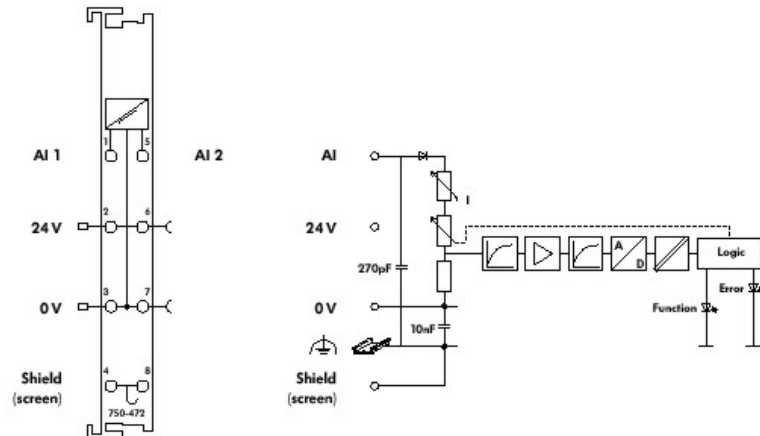 1 5
AI 1 AI 2
2 6
24 V
3 7
0 V
4 8
Shield
(screen)
750-472
AI
I
24 V
270pF
A
D
Logic
Error
Function
0 V
10nF
Shield
(screen)